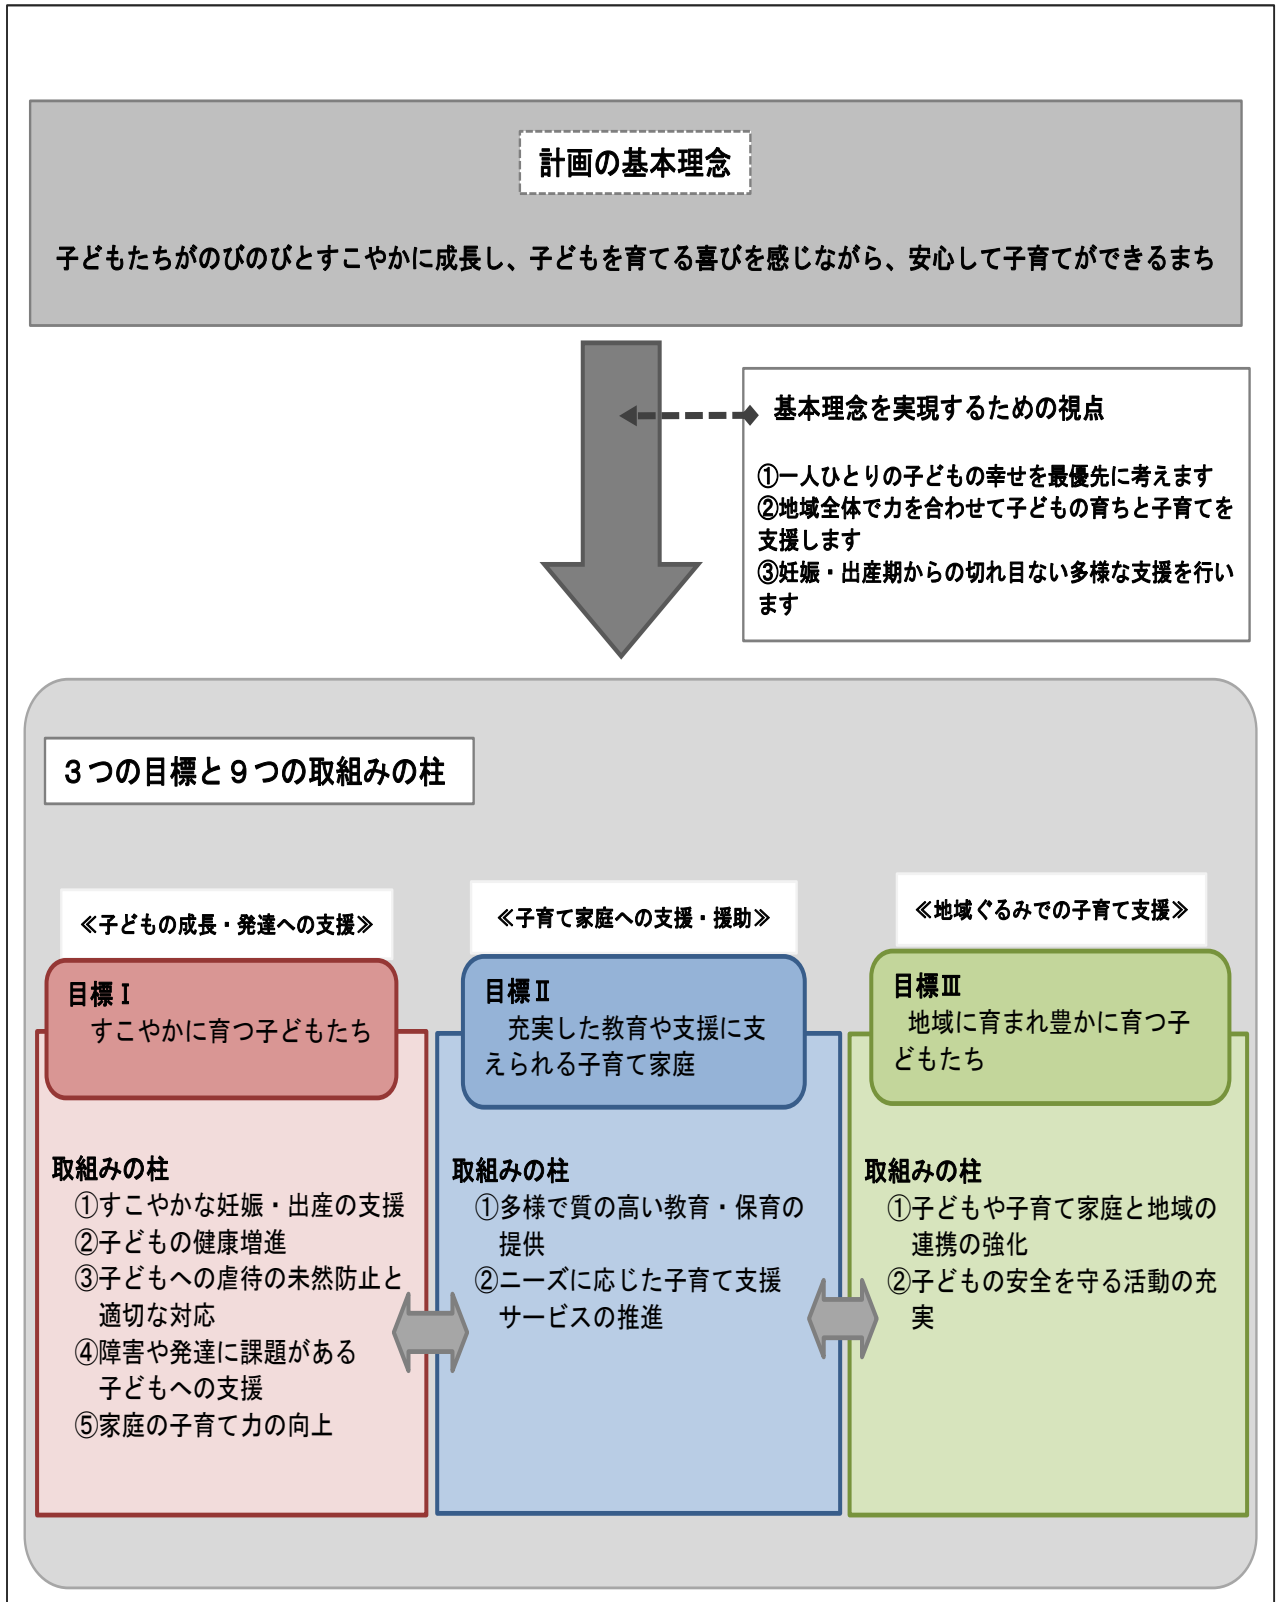 計画の基本理念
子どもたちがのびのびとすこやかに成長し、子どもを育てる喜びを感じながら、安心して子育てができるまち
基本理念を実現するための視点
①一人ひとりの子どもの幸せを最優先に考えます
②地域全体で力を合わせて子どもの育ちと子育てを
支援します
③妊娠・出産期からの切れ目ない多様な支援を行い
ます
３つの目標と９つの取組みの柱
≪子どもの成長・発達への支援≫
目標Ⅰ
すこやかに育つ子どもたち
取組みの柱
①すこやかな妊娠・出産の支援
②子どもの健康増進
③子どもへの虐待の未然防止と
適切な対応
④障害や発達に課題がある
子どもへの支援
⑤家庭の子育て力の向上
≪子育て家庭への支援・援助≫
目標Ⅱ
充実した教育や支援に支
えられる子育て家庭
取組みの柱
①多様で質の高い教育・保育の
提供
②ニーズに応じた子育て支援
サービスの推進
≪地域ぐるみでの子育て支援≫
目標Ⅲ
地域に育まれ豊かに育つ子
どもたち
取組みの柱
①子どもや子育て家庭と地域の
連携の強化
②子どもの安全を守る活動の充
実